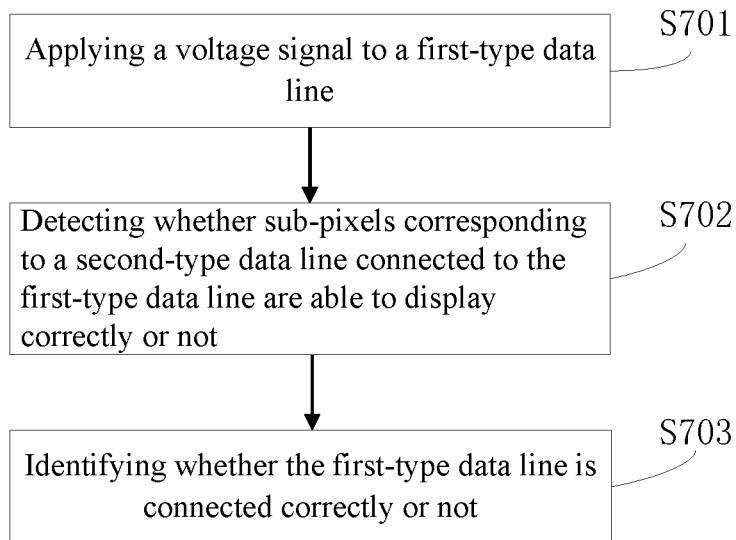 S701
Applying a voltage signal to a first-type data
line
S702
Detecting whether sub-pixels corresponding
to a second-type data line connected to the
first-type data line are able to display
correctly or not
S703
Identifying whether the first-type data line is
connected correctly or not